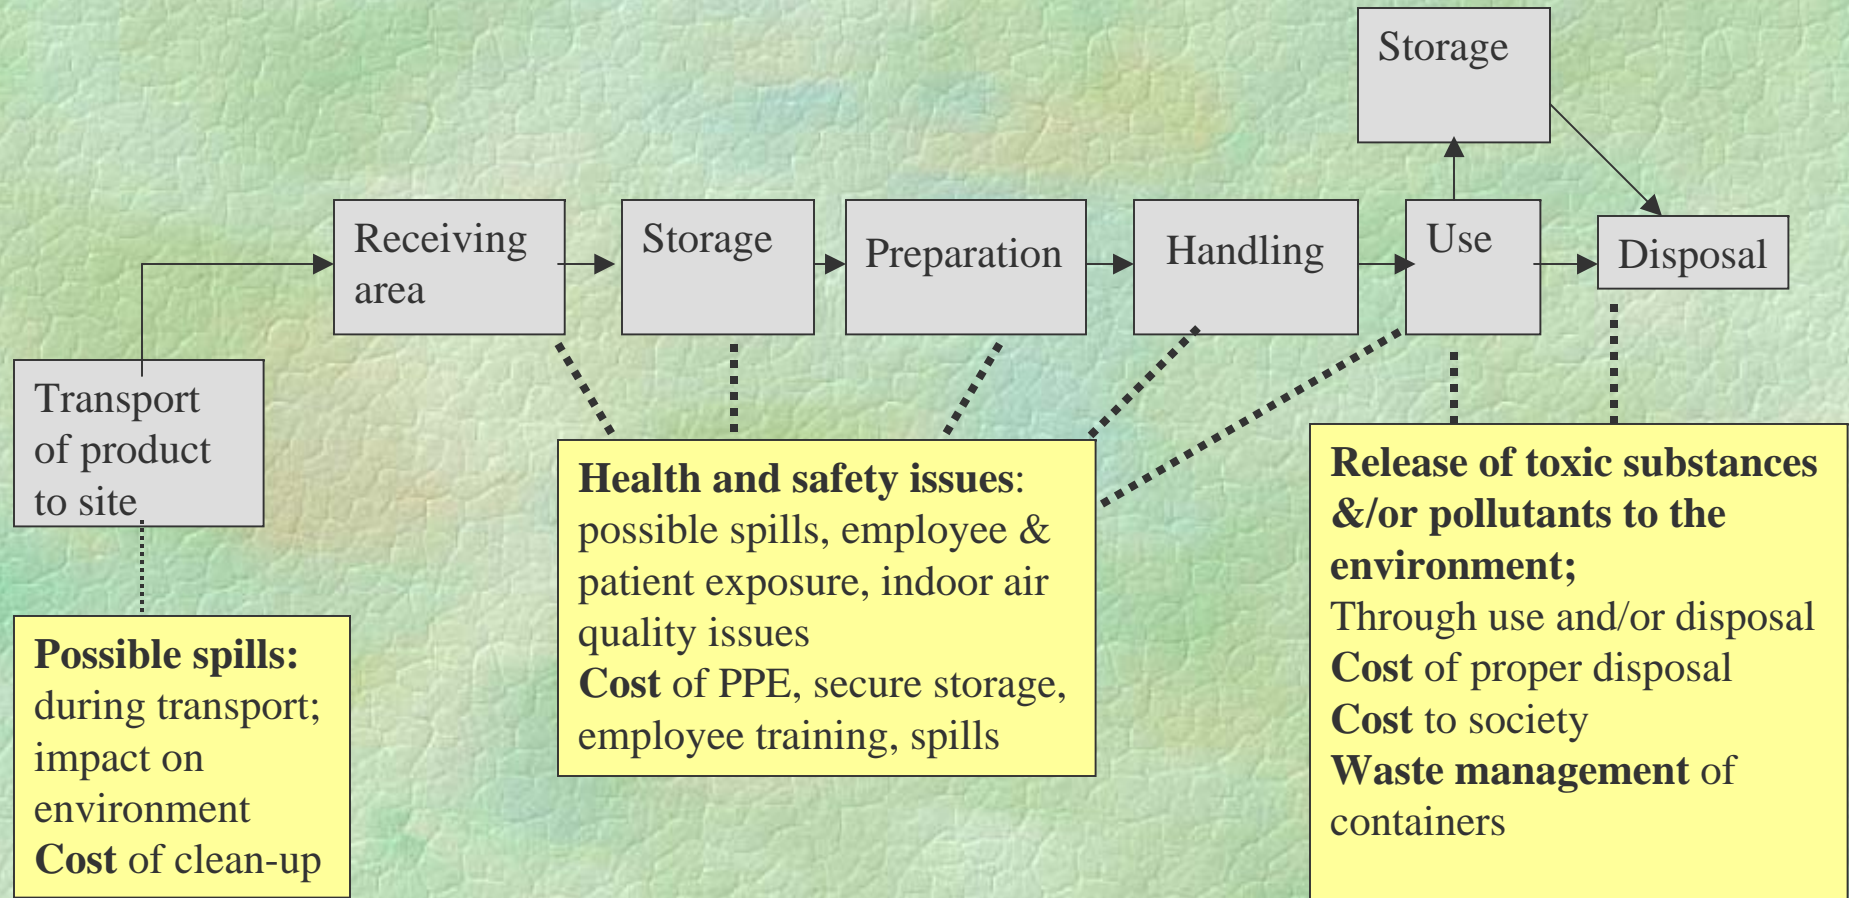 Storage
Receiving
area
Storage
Preparation
Handling
Use
Disposal
Transport
of product
to site
Possible spills:
during transport;
impact on
environment
Cost of clean-up
Health and safety issues:
possible spills, employee &
patient exposure, indoor air
quality issues
Cost of PPE, secure storage,
employee training, spills
Release of toxic substances
&/or pollutants to the
environment;
Through use and/or disposal
Cost of proper disposal
Cost to society
Waste management of
containers